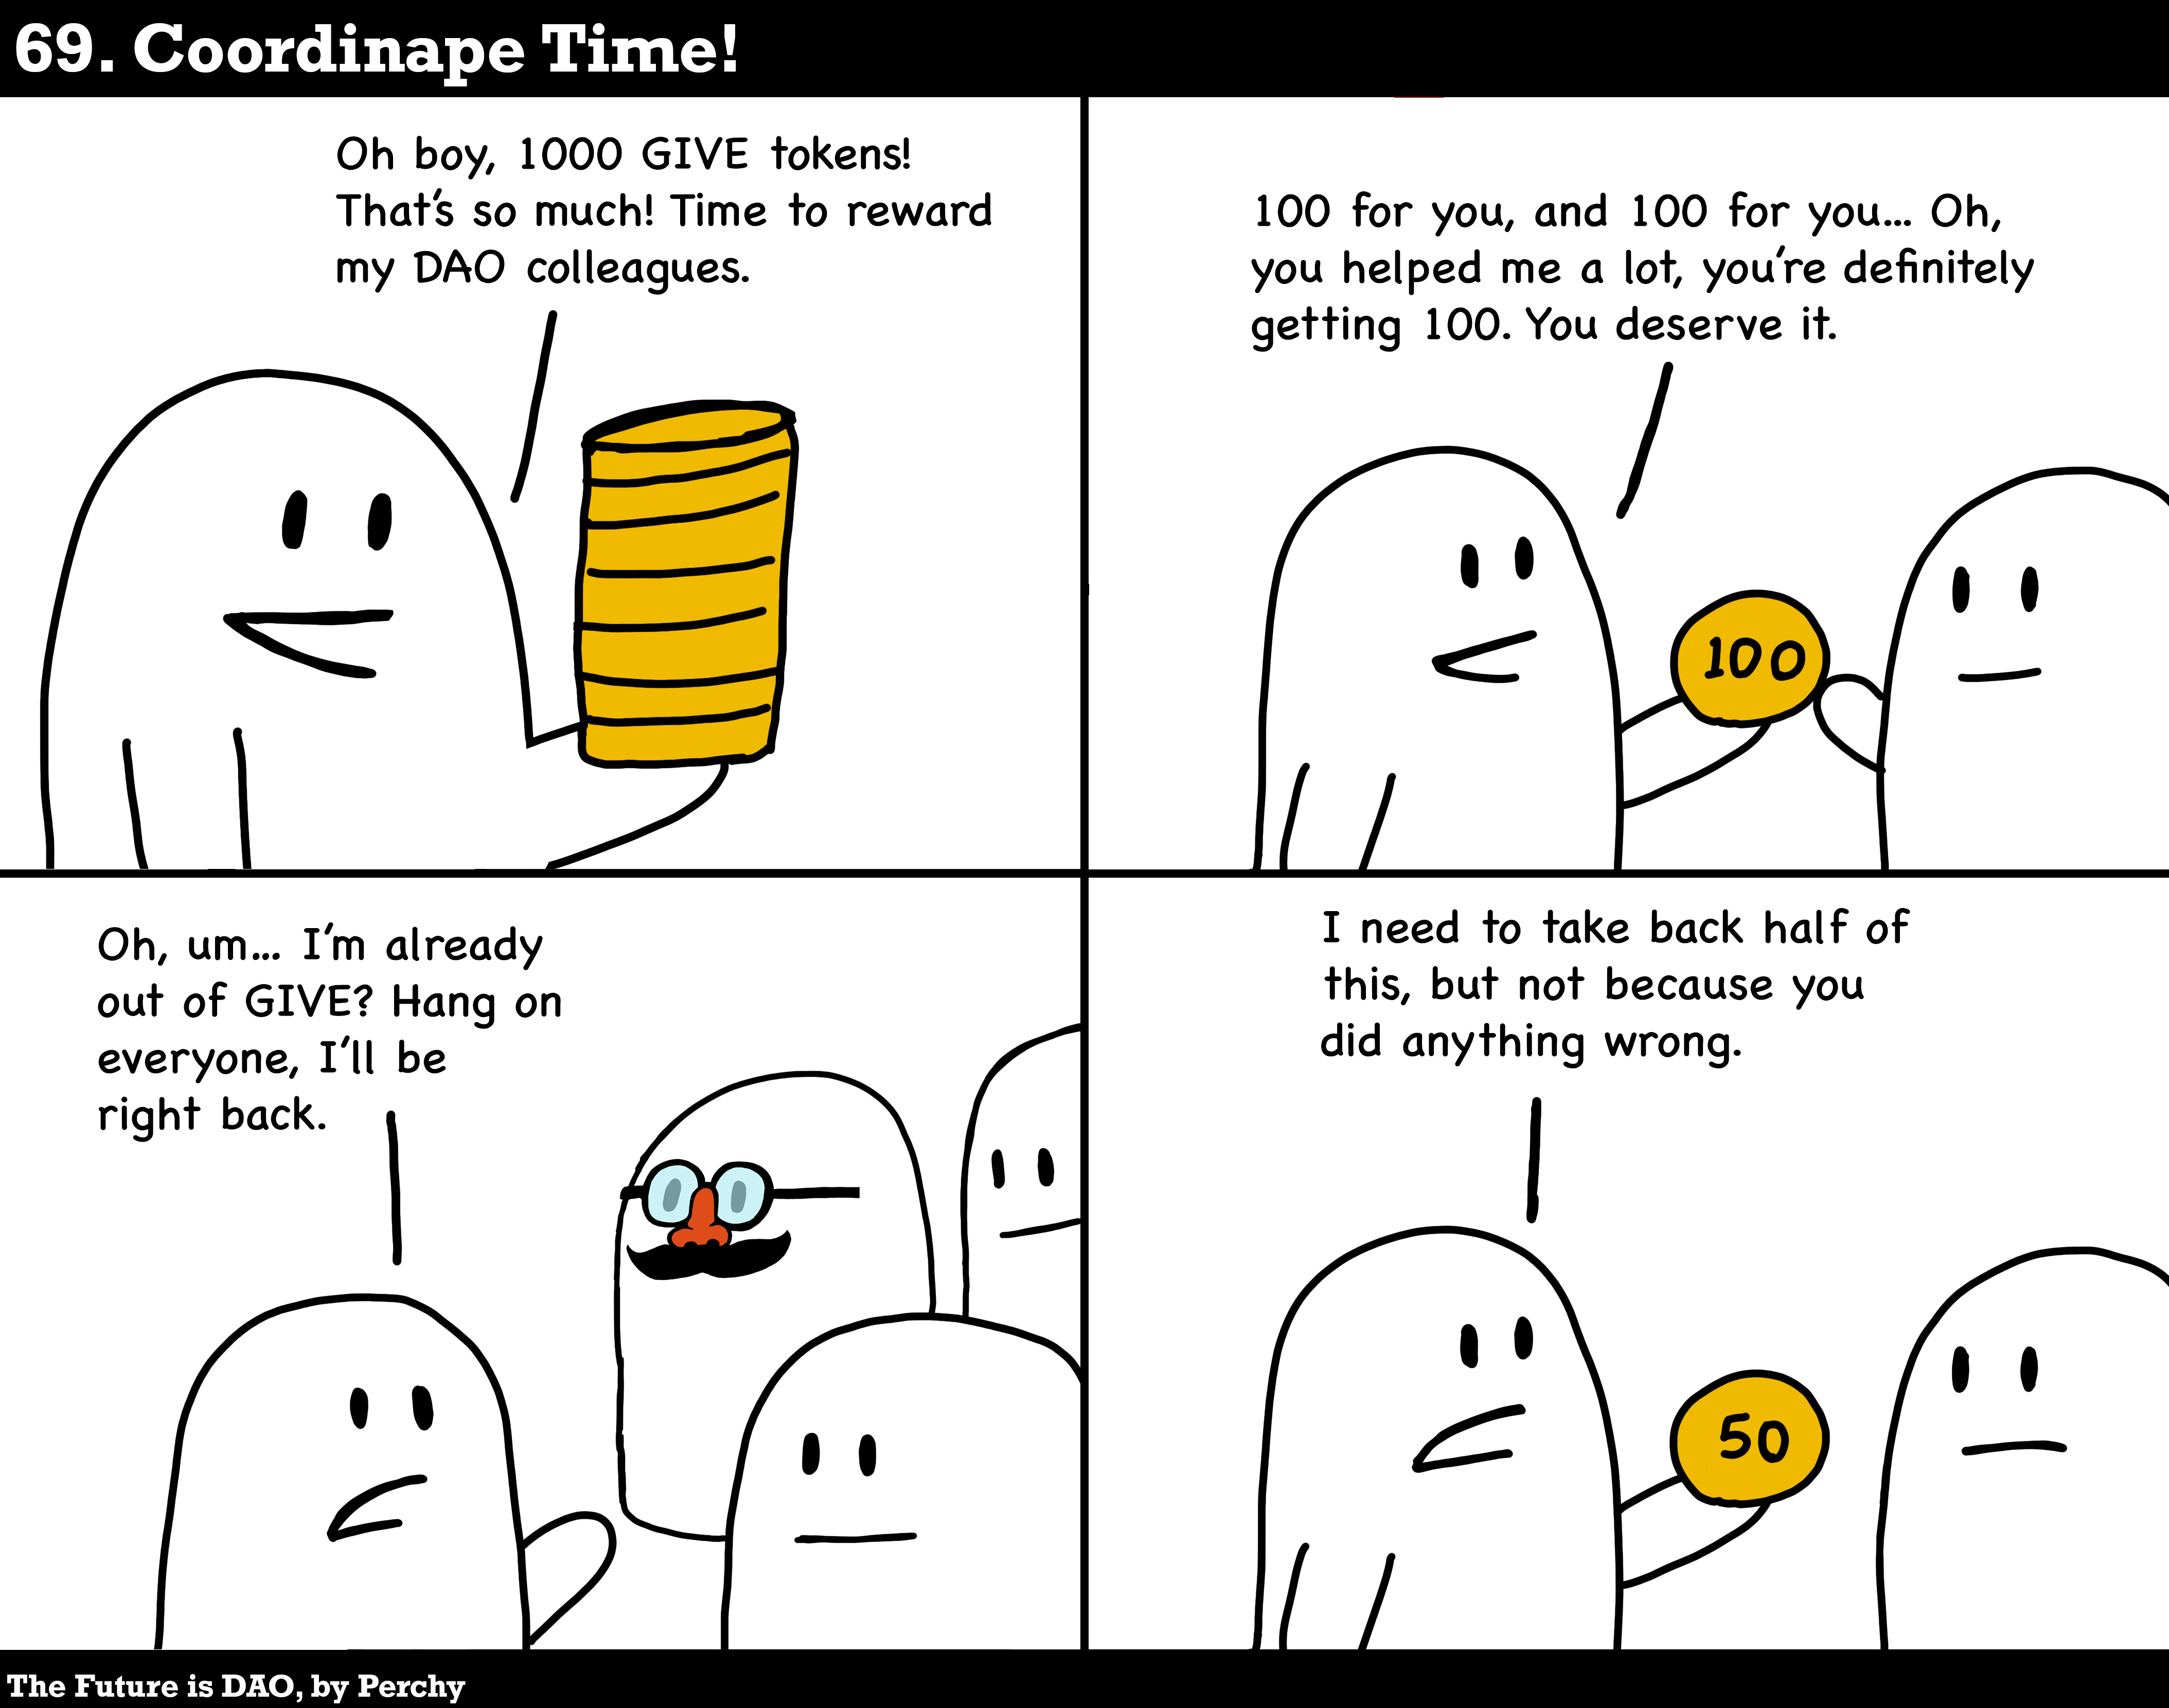 69. Coordinape Time!
Oh boy, 1000 GIVE tokens!
That's so much! Time to reward
my DAO colleagues.
100 for you, and 100 for you... Oh,
you helped me a lot, you're definitely
getting 100. You deserve it.
100
Oh, um... I'm already
out of GIVE? Hang on
everyone, I'll be
right back.
I need to take back half of
this, but not because you
did anything wrong.
50
The Future is DAO, by Perchy